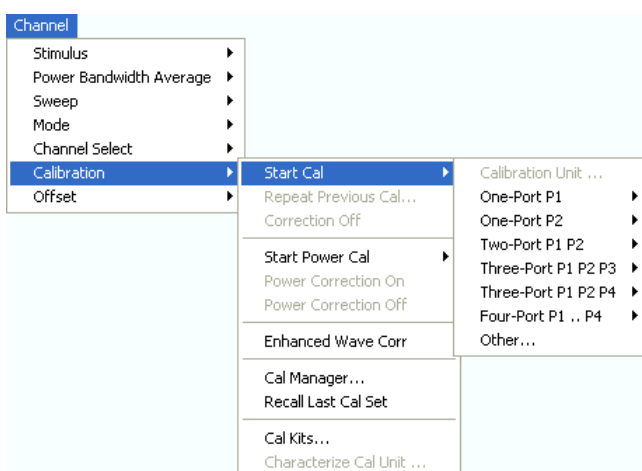 Channel
Stimulus
Power Bandwidth Average
Sweep
Mode
Channel Select
Calibration
Offset
Start Cal
Repeat Previous Cal...
Correction Off
Start Power Cal
Power Correction On
Power Correction Off
Enhanced Wave Corr
Cal Manager...
Recall Last Cal Set
Cal Kits...
Characterize Cal Unit ...
Calibration Unit ...
One-Port P1
One-Port P2
Two-Port P1 P2
Three-Port P1 P2 P3
Three-Port P1 P2 P4
Four-Port P1 .. P4
Other...